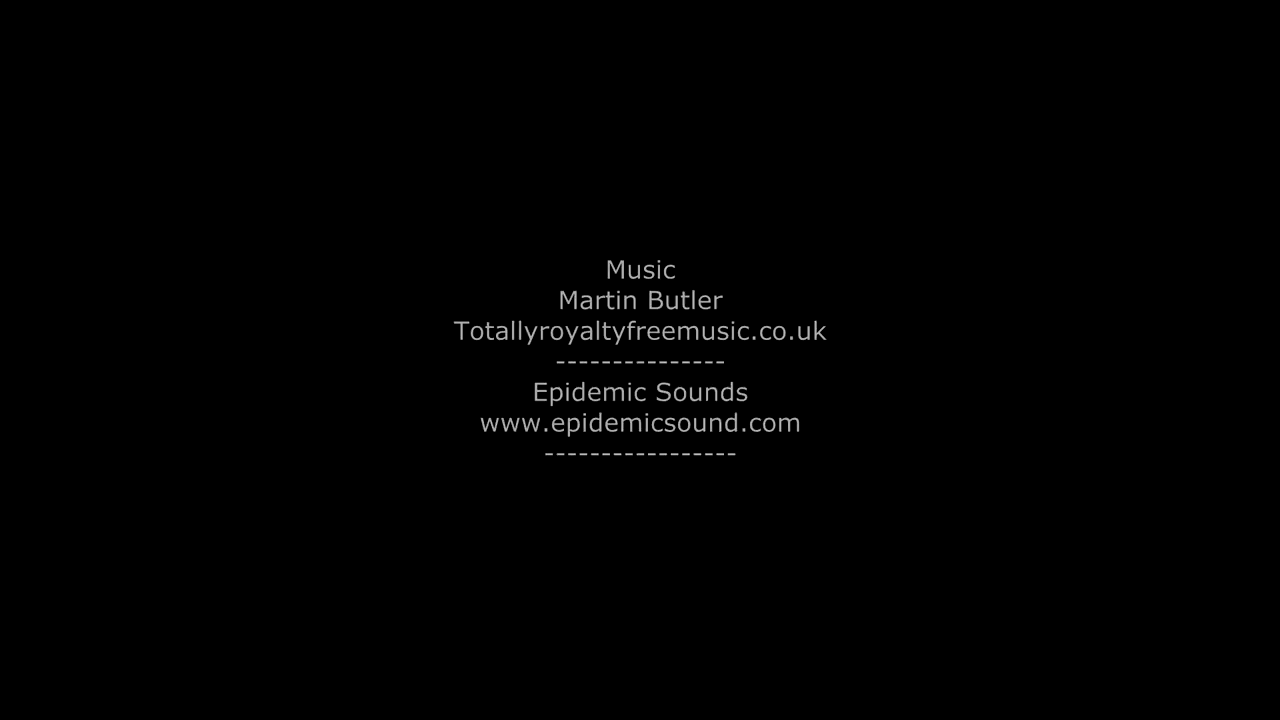 Music
Martin Butler
Totallyroyaltyfreemusic.co.uk
---------------
Epidemic Sounds
www.epidemicsound.com
-----------------